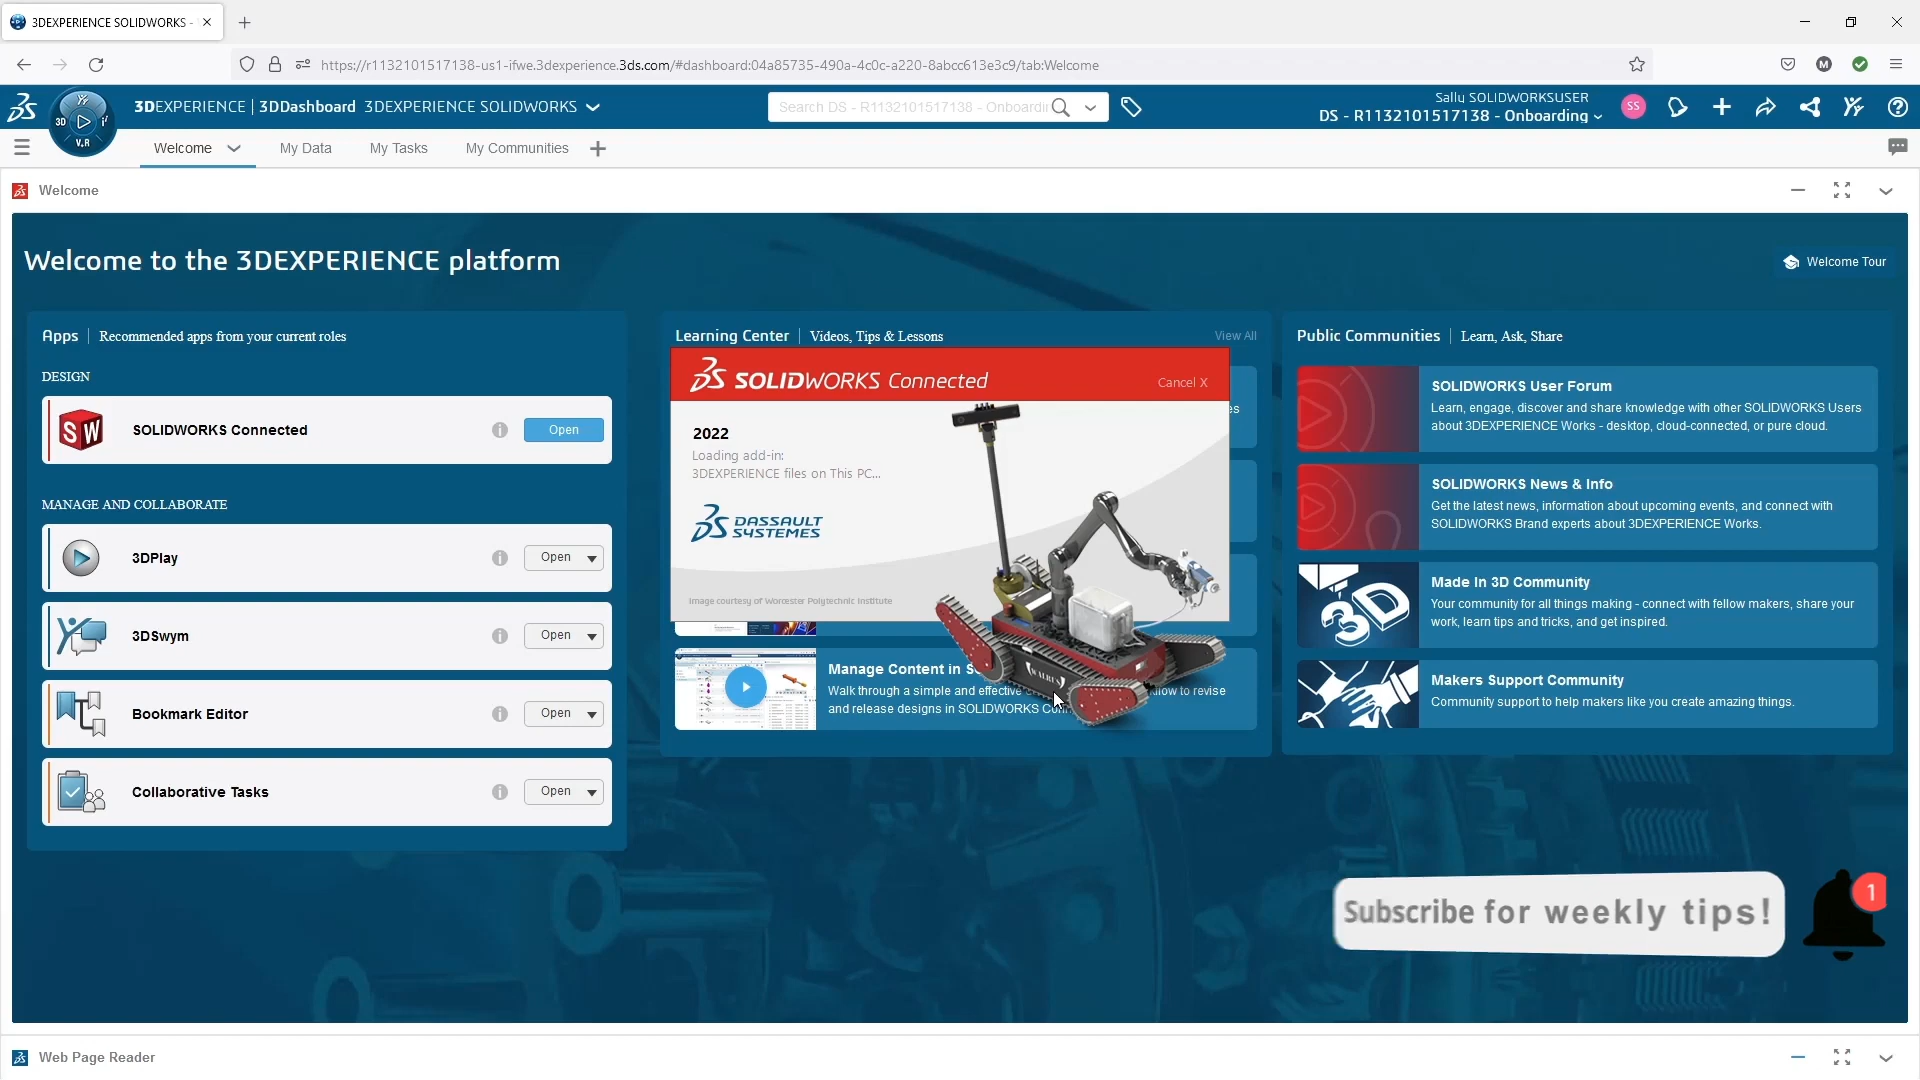 3DEXPERIENCE SOLIDWORKS -
https://r1132101517138-us1-ifwe.3dexperience.3ds.com/#dashboard:04a85735-490a-4c0c-a220-8abcc613e3c9/tab:Welcome
3DEXPERIENCE | 3DDashboard 3DEXPERIENCE SOLIDWORKS
Search DS - R1132101517138 - Onboardi
Sally SOLIDWORKSUSER
DS - R1132101517138 - Onboarding
SS
3D
V.R
Welcome
My Data
My Tasks
My Communities
Welcome
Welcome to the 3DEXPERIENCE platform
Welcome Tour
Apps | Recommended apps from your current roles
DESIGN
SOLIDWORKS Connected
Open
MANAGE AND COLLABORATE
3DPlay
Open
3DSwym
Open
Bookmark Editor
Open
Collaborative Tasks
Open
Learning Center | Videos, Tips & Lessons
View All
SOLIDWORKS Connected
Cancel X
2022
Loading add-in:
3DEXPERIENCE files on This PC...
DASSAULT
SYSTEMES
Image courtesy of Worcester Polytechnic Institute
WALRUS
es
Manage Content in S
Walk through a simple and effective
flow to revise
and release designs in SOLIDWORKS Con
Public Communities | Learn, Ask, Share
SOLIDWORKS User Forum
Learn, engage, discover and share knowledge with other SOLIDWORKS Users
about 3DEXPERIENCE Works - desktop, cloud-connected, or pure cloud.
SOLIDWORKS News & Info
Get the latest news, information about upcoming events, and connect with
SOLIDWORKS Brand experts about 3DEXPERIENCE Works.
3D
Made In 3D Community
Your community for all things making - connect with fellow makers, share your
work, learn tips and tricks, and get inspired.
Makers Support Community
Community support to help makers like you create amazing things.
Subscribe for weekly tips!
1
Web Page Reader